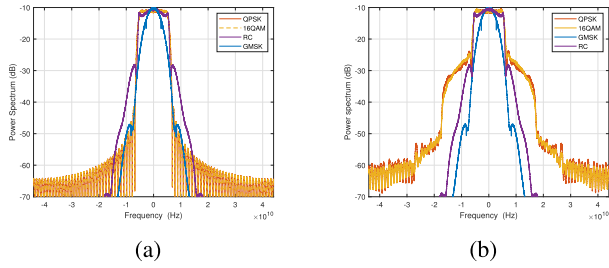 -10
-20
-30
-40
-50
-60
-70
Power Spectrum (dB)
-4 -3 -2 -1 0 1 2 3 4
Frequency (Hz)
×10^10
QPSK
16QAM
RC
GMSK
(a)
-10
-20
-30
-40
-50
-60
-70
Power spectrum (dB)
-4 -3 -2 -1 0 1 2 3 4
Frequency (Hz)
×10^10
QPSK
16QAM
GMSK
RC
(b)